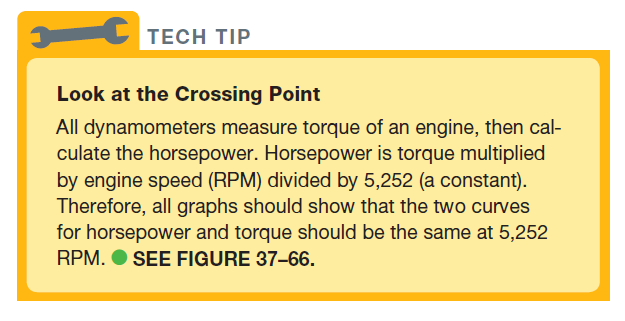 TECH TIP
Look at the Crossing Point
All dynamometers measure torque of an engine, then cal-
culate the horsepower. Horsepower is torque multiplied
by engine speed (RPM) divided by 5,252 (a constant).
Therefore, all graphs should show that the two curves
for horsepower and torque should be the same at 5,252
RPM. ● SEE FIGURE 37–66.